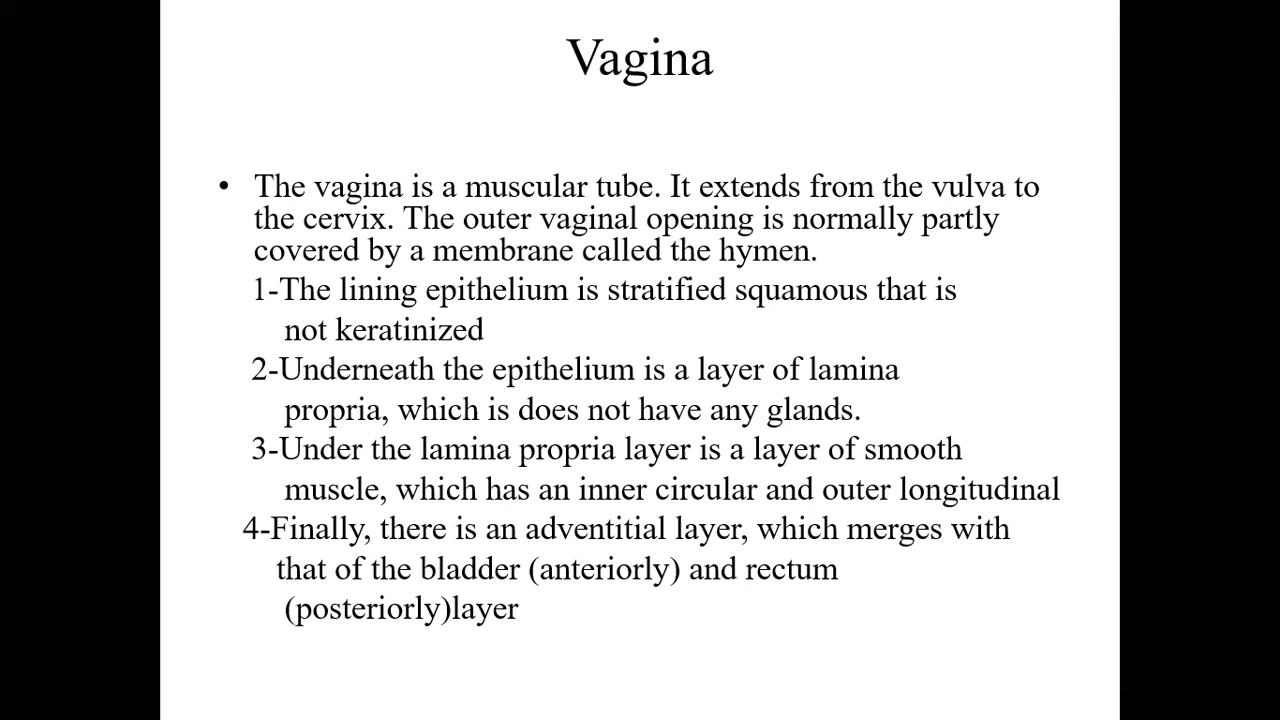 Vagina
• The vagina is a muscular tube. It extends from the vulva to
the cervix. The outer vaginal opening is normally partly
covered by a membrane called the hymen.
1-The lining epithelium is stratified squamous that is
not keratinized
2-Underneath the epithelium is a layer of lamina
propria, which is does not have any glands.
3-Under the lamina propria layer is a layer of smooth
muscle, which has an inner circular and outer longitudinal
4-Finally, there is an adventitial layer, which merges with
that of the bladder (anteriorly) and rectum
(posteriorly)layer